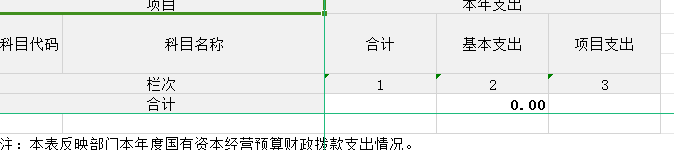 项目 本年支出
科目代码 科目名称 合计 基本支出 项目支出
栏次 1 2 3
合计 0.00
注：本表反映部门本年度国有资本经营预算财政拨款支出情况。